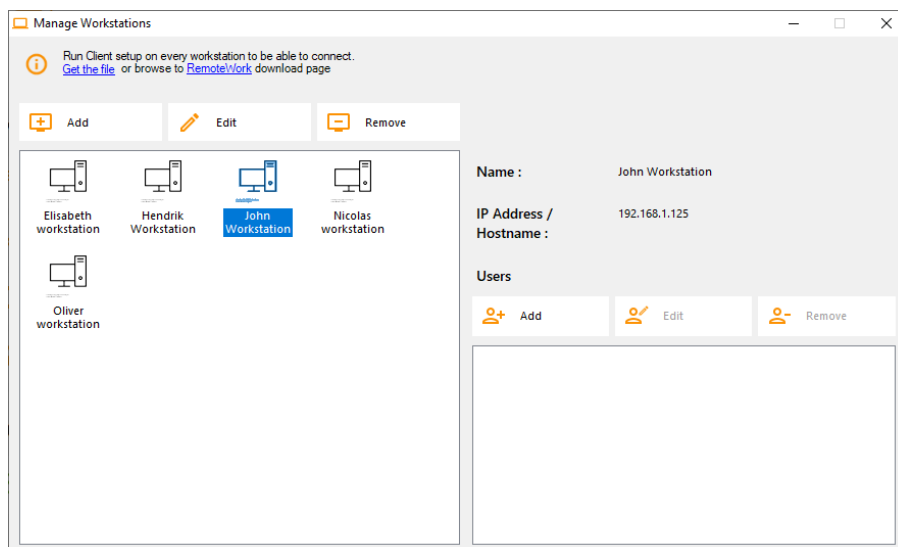 Manage Workstations
Run Client setup on every workstation to be able to connect.
Get the file or browse to RemoteWork download page
Add
Edit
Remove
Elisabeth
workstation
Hendrik
Workstation
John
Workstation
Nicolas
workstation
Oliver
workstation
Name :
John Workstation
IP Address /
Hostname :
192.168.1.125
Users
Add
Edit
Remove